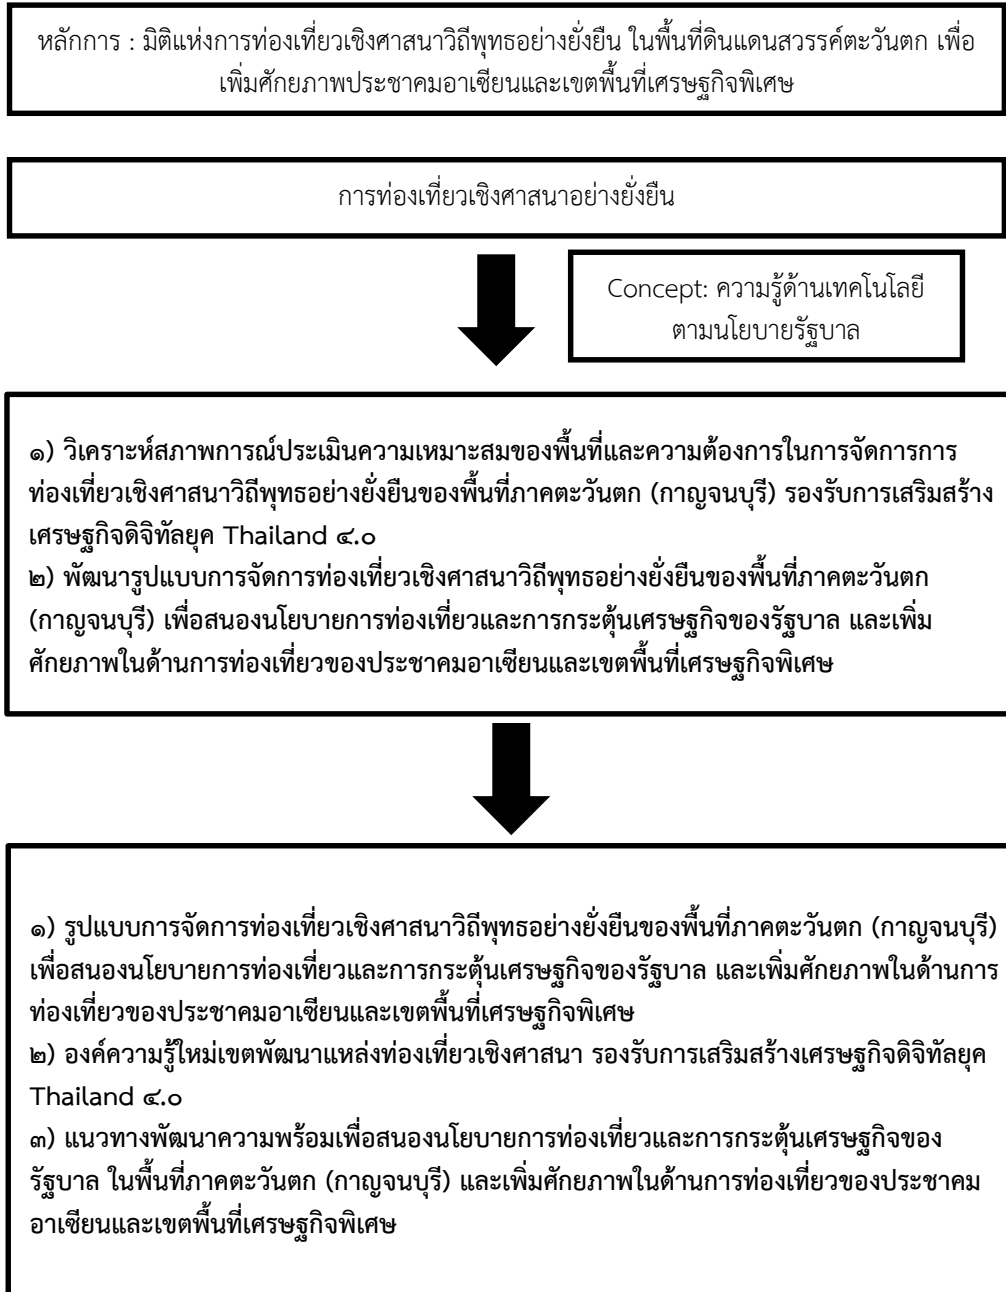 หลักการ : มิติแห่งการท่องเที่ยวเชิงศาสนาวิถีพุทธอย่างยั่งยืน ในพื้นที่ดินแดนสวรรค์ตะวันตก เพื่อ
เพิ่มศักยภาพประชาคมอาเซียนและเขตพื้นที่เศรษฐกิจพิเศษ
การท่องเที่ยวเชิงศาสนาอย่างยั่งยืน
Concept: ความรู้ด้านเทคโนโลยี
ตามนโยบายรัฐบาล
๑) วิเคราะห์สภาพการณ์ประเมินความเหมาะสมของพื้นที่และความต้องการในการจัดการการ
ท่องเที่ยวเชิงศาสนาวิถีพุทธอย่างยั่งยืนของพื้นที่ภาคตะวันตก (กาญจนบุรี) รองรับการเสริมสร้าง
เศรษฐกิจดิจิทัลยุค Thailand ๔.๐
๒) พัฒนารูปแบบการจัดการท่องเที่ยวเชิงศาสนาวิถีพุทธอย่างยั่งยืนของพื้นที่ภาคตะวันตก
(กาญจนบุรี) เพื่อสนองนโยบายการท่องเที่ยวและการกระตุ้นเศรษฐกิจของรัฐบาล และเพิ่ม
ศักยภาพในด้านการท่องเที่ยวของประชาคมอาเซียนและเขตพื้นที่เศรษฐกิจพิเศษ
๑) รูปแบบการจัดการท่องเที่ยวเชิงศาสนาวิถีพุทธอย่างยั่งยืนของพื้นที่ภาคตะวันตก (กาญจนบุรี)
เพื่อสนองนโยบายการท่องเที่ยวและการกระตุ้นเศรษฐกิจของรัฐบาล และเพิ่มศักยภาพในด้านการ
ท่องเที่ยวของประชาคมอาเซียนและเขตพื้นที่เศรษฐกิจพิเศษ
๒) องค์ความรู้ใหม่เขตพัฒนาแหล่งท่องเที่ยวเชิงศาสนา รองรับการเสริมสร้างเศรษฐกิจดิจิทัลยุค
Thailand ๔.๐
๓) แนวทางพัฒนาความพร้อมเพื่อสนองนโยบายการท่องเที่ยวและการกระตุ้นเศรษฐกิจของ
รัฐบาล ในพื้นที่ภาคตะวันตก (กาญจนบุรี) และเพิ่มศักยภาพในด้านการท่องเที่ยวของประชาคม
อาเซียนและเขตพื้นที่เศรษฐกิจพิเศษ